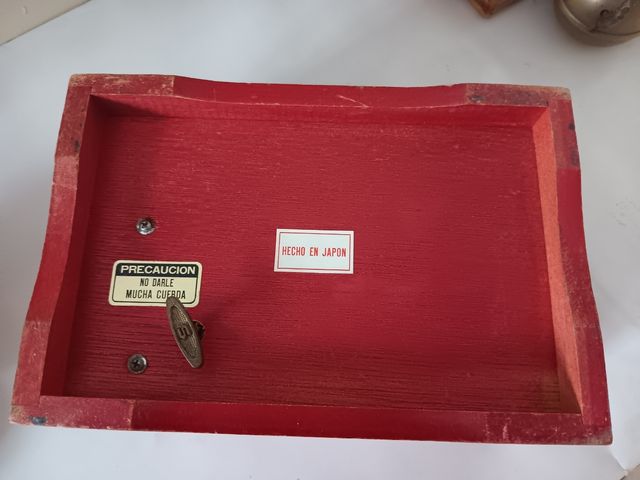 HECHO EN JAPON
PRECAUCION
NO DARLE
MUCHA CUERDA
S